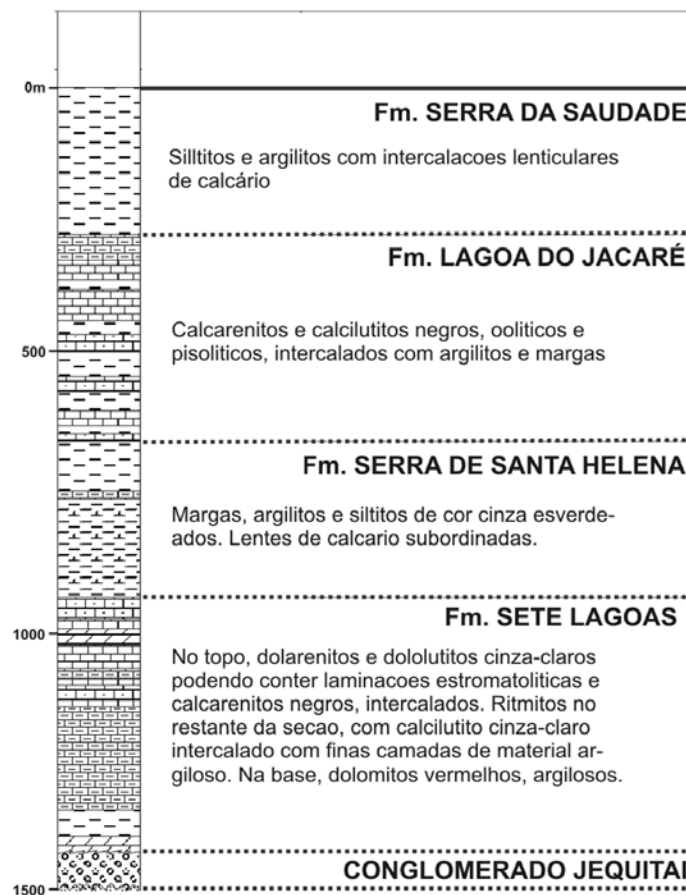 0m
Fm. SERRA DA SAUDADE
Silltitos e argilitos com intercalacoes lenticulares
de calcário
Fm. LAGOA DO JACARÉ
Calcarenitos e calcilutitos negros, ooliticos e
pisoliticos, intercalados com argilitos e margas
500
Fm. SERRA DE SANTA HELENA
Margas, argilitos e siltitos de cor cinza esverde-
ados. Lentes de calcario subordinadas.
Fm. SETE LAGOAS
1000
No topo, dolarenitos e dololutitos cinza-claros
podendo conter laminacoes estromatoliticas e
calcarenitos negros, intercalados. Ritmitos no
restante da secao, com calcilutito cinza-claro
intercalado com finas camadas de material ar-
giloso. Na base, dolomitos vermelhos, argilosos.
CONGLOMERADO JEQUITAI
1500